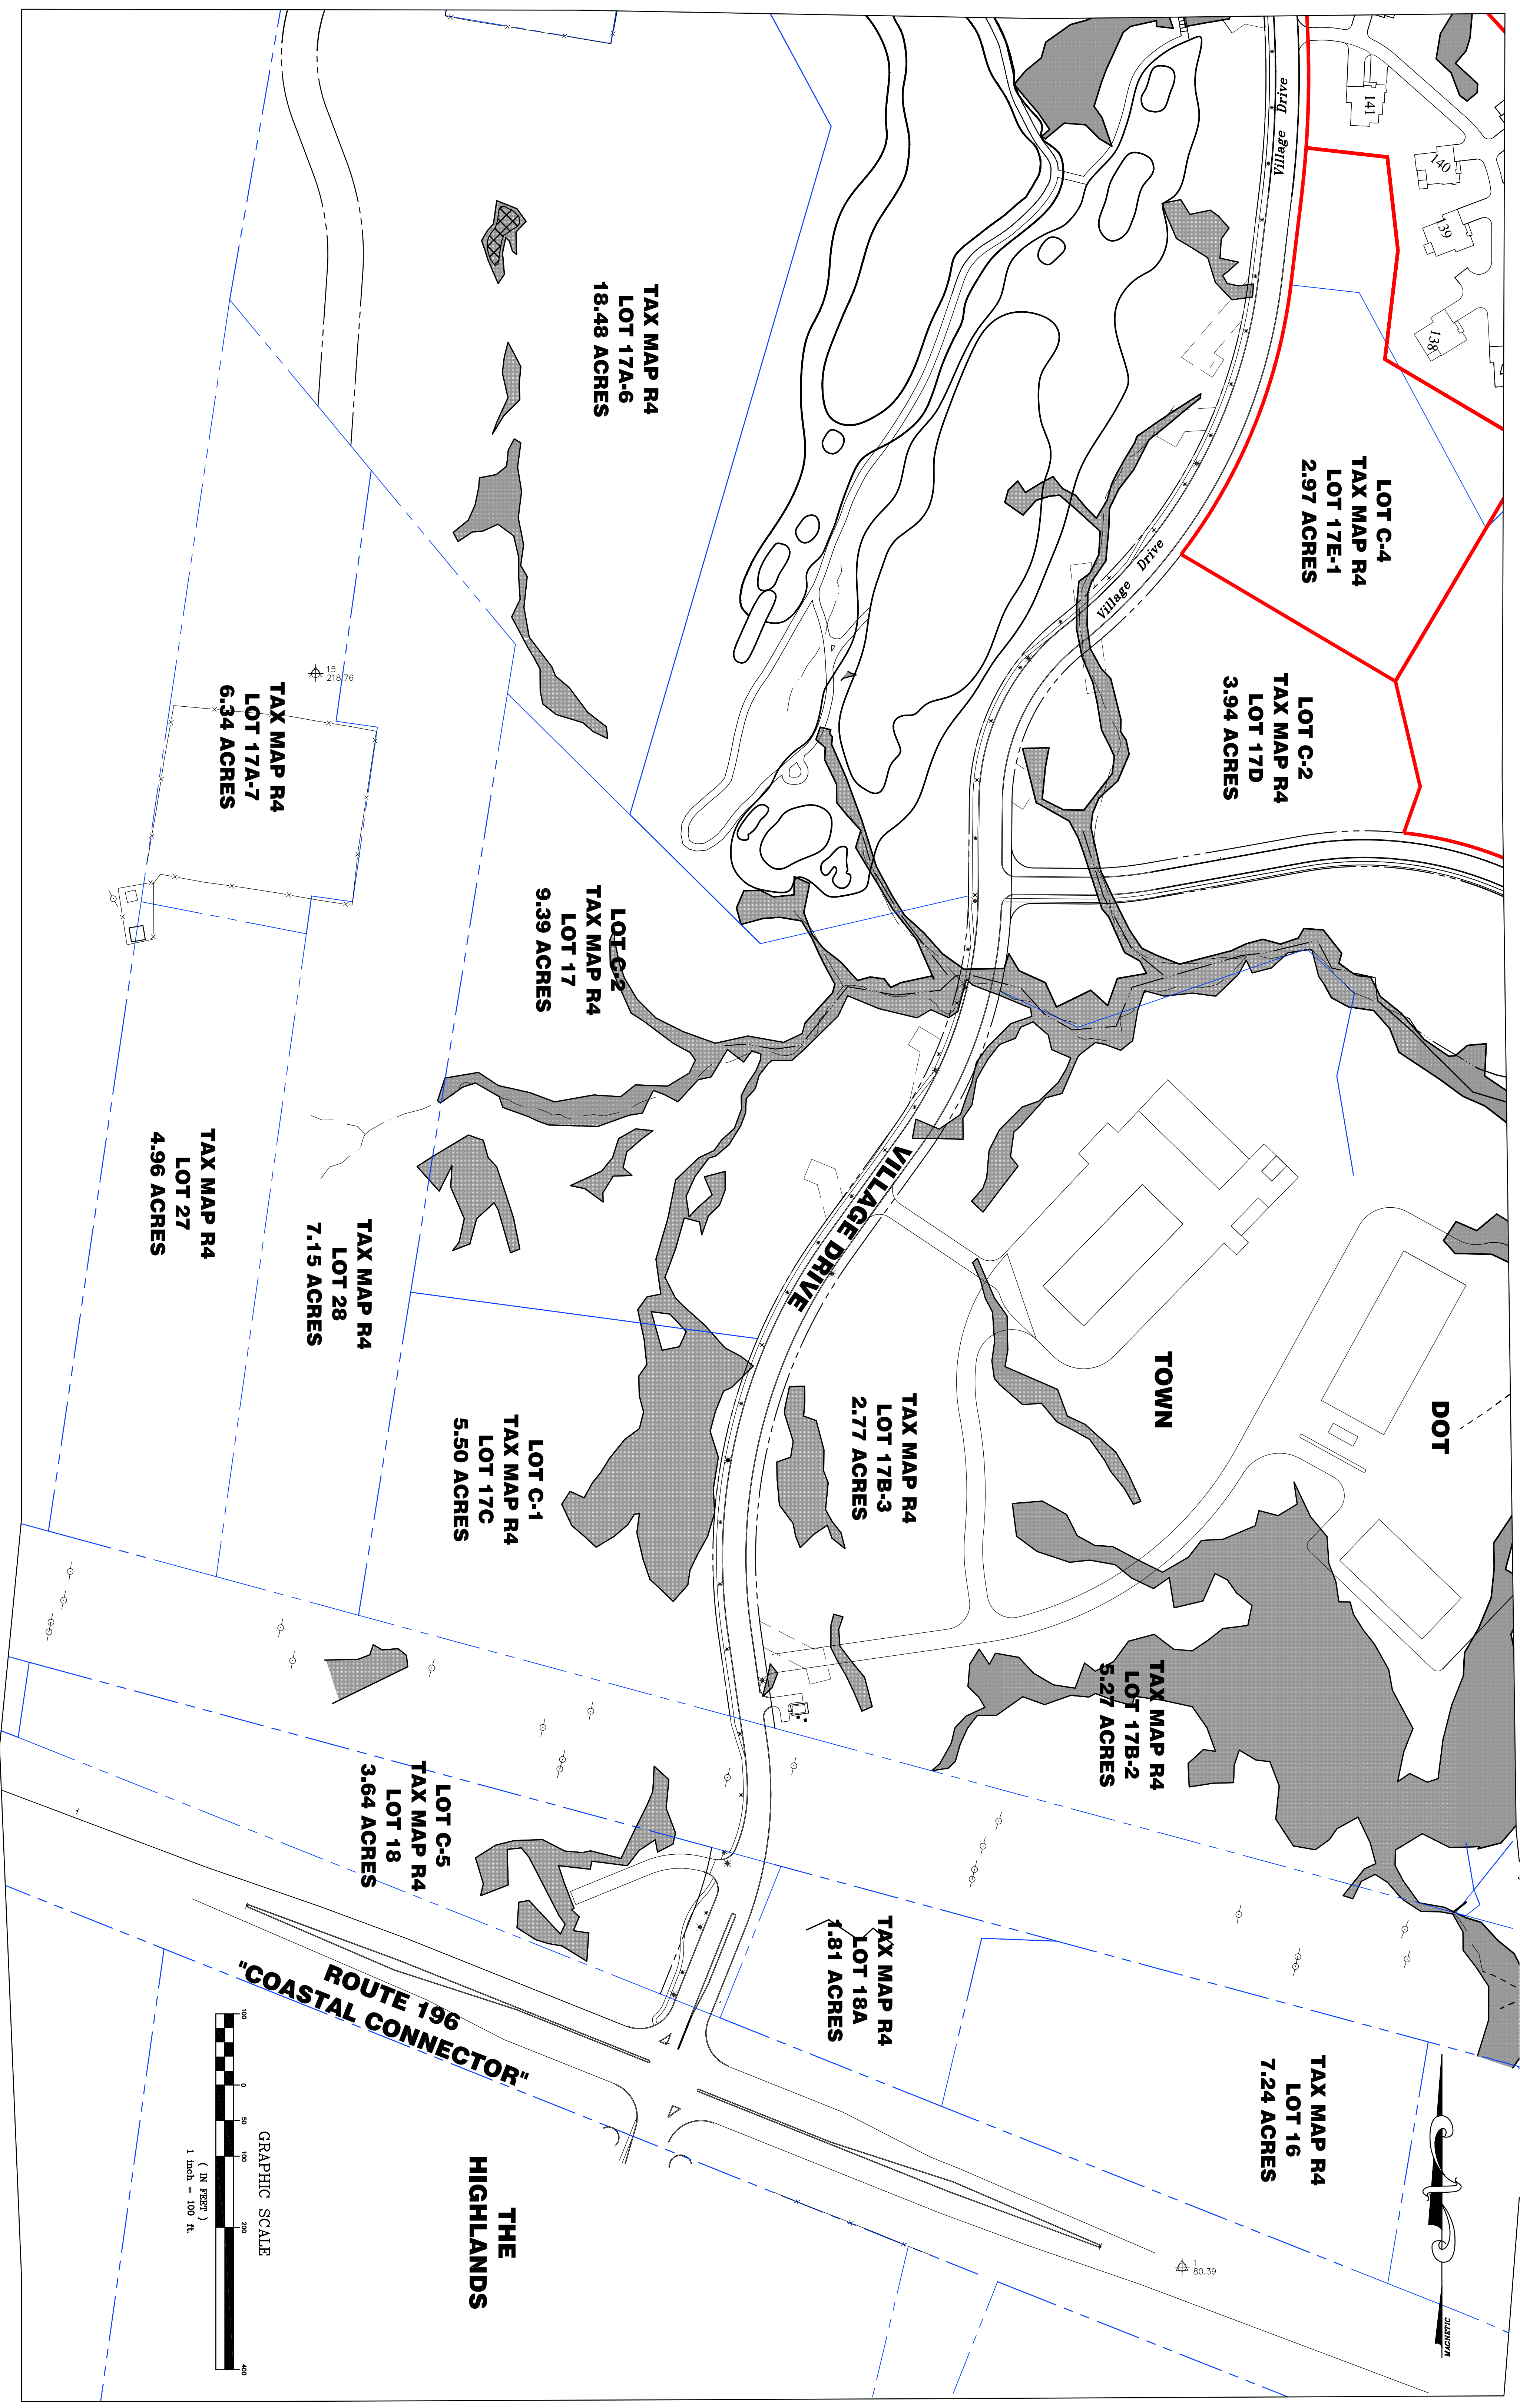 Village Drive
141
140
139
138
LOT C-4
TAX MAP R4
LOT 17E-1
2.97 ACRES
TAX MAP R4
LOT 17A-6
18.48 ACRES
Village Drive
LOT C-2
TAX MAP R4
LOT 17D
3.94 ACRES
15
218.76
TAX MAP R4
LOT 17A-7
6.34 ACRES
LOT C-2
TAX MAP R4
LOT 17
9.39 ACRES
VILLAGE DRIVE
TAX MAP R4
LOT 27
4.96 ACRES
TAX MAP R4
LOT 28
7.15 ACRES
TOWN
DOT
LOT C-1
TAX MAP R4
LOT 17C
5.50 ACRES
TAX MAP R4
LOT 17B-3
2.77 ACRES
TAX MAP R4
LOT 17B-2
5.27 ACRES
LOT C-5
TAX MAP R4
LOT 18
3.64 ACRES
TAX MAP R4
LOT 18A
1.81 ACRES
TAX MAP R4
LOT 16
7.24 ACRES
ROUTE 196
"COASTAL CONNECTOR"
THE
HIGHLANDS
1
80.39
MAGNETIC
GRAPHIC SCALE
100 0 50 100 200 400
( IN FEET )
1 inch = 100 ft.